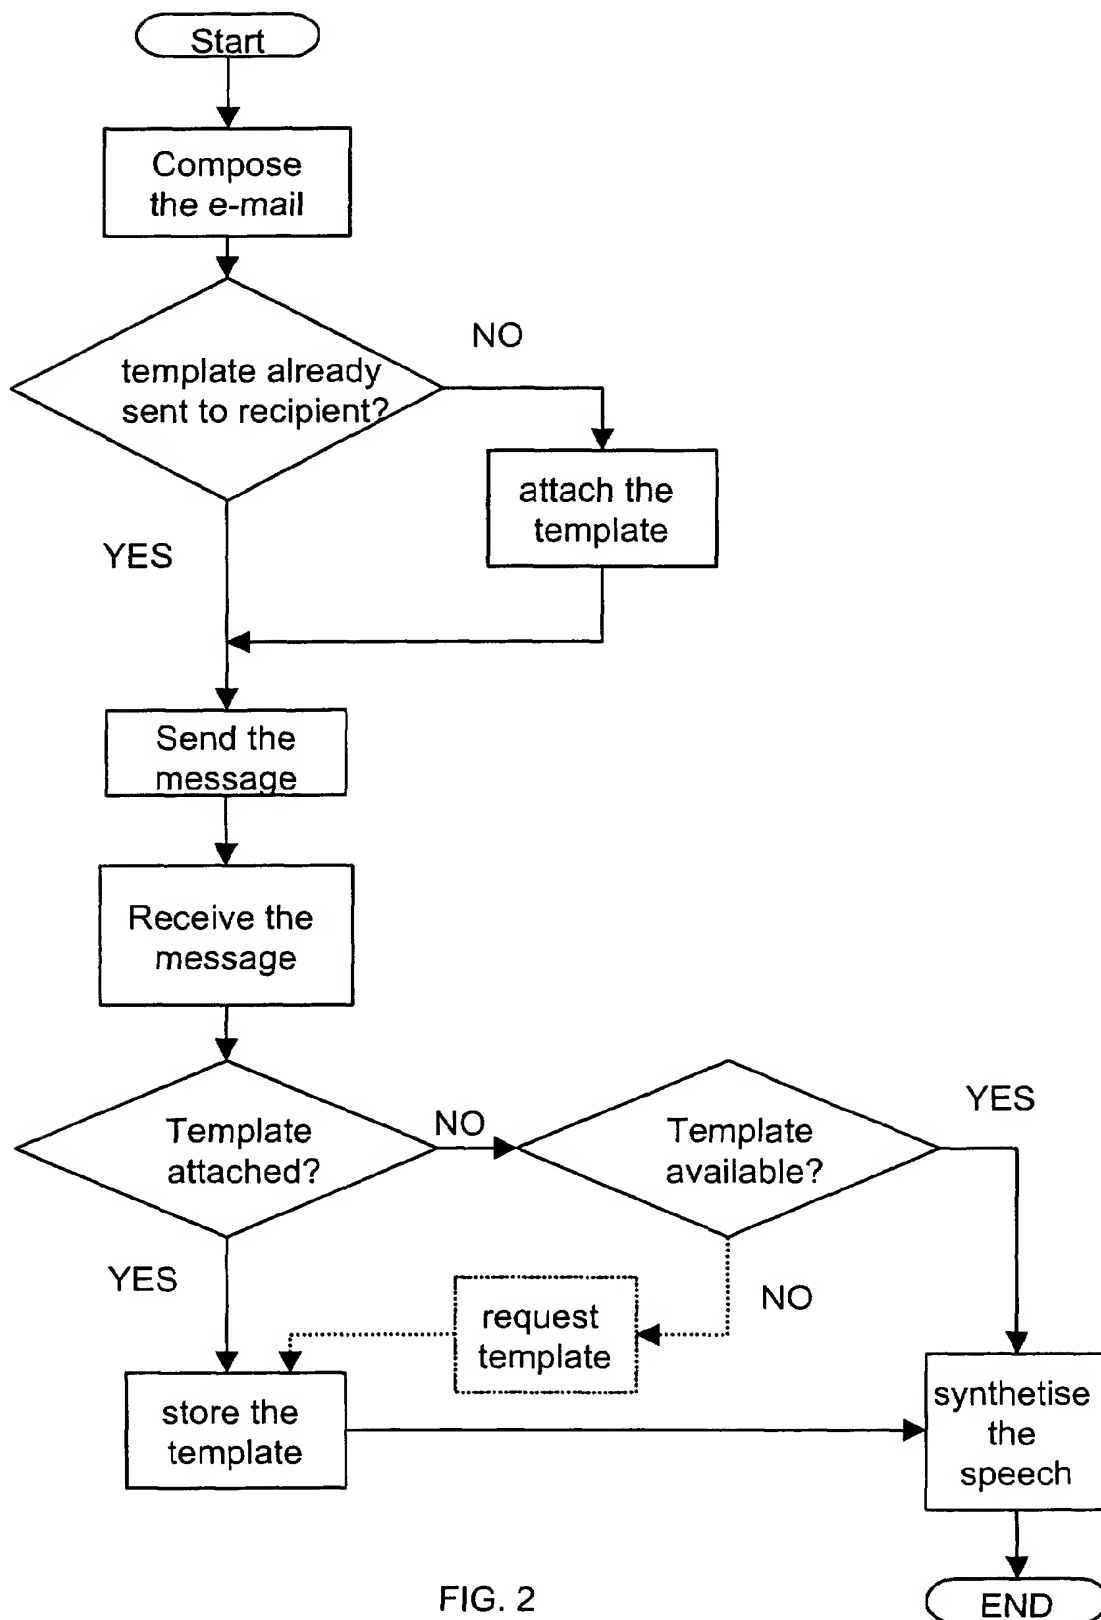 Start
Compose
the e-mail
NO
template already
sent to recipient?
attach the
template
YES
Send the
message
Receive the
message
Template
attached?
NO
Template
available?
YES
YES
request
template
NO
store the
template
synthetise
the
speech
FIG. 2
END